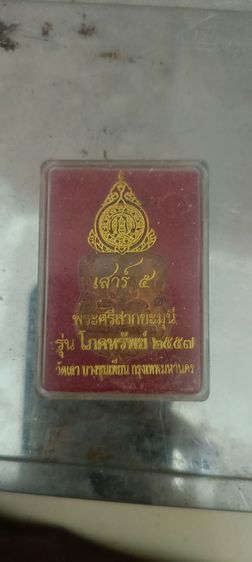 เสาร์ ๕
พระศรีสากยะมุนี
รุ่น โภคทรัพย์ ๒๕๕๗
วัดเลา บางขุนเทียน กรุงเทพมหานคร